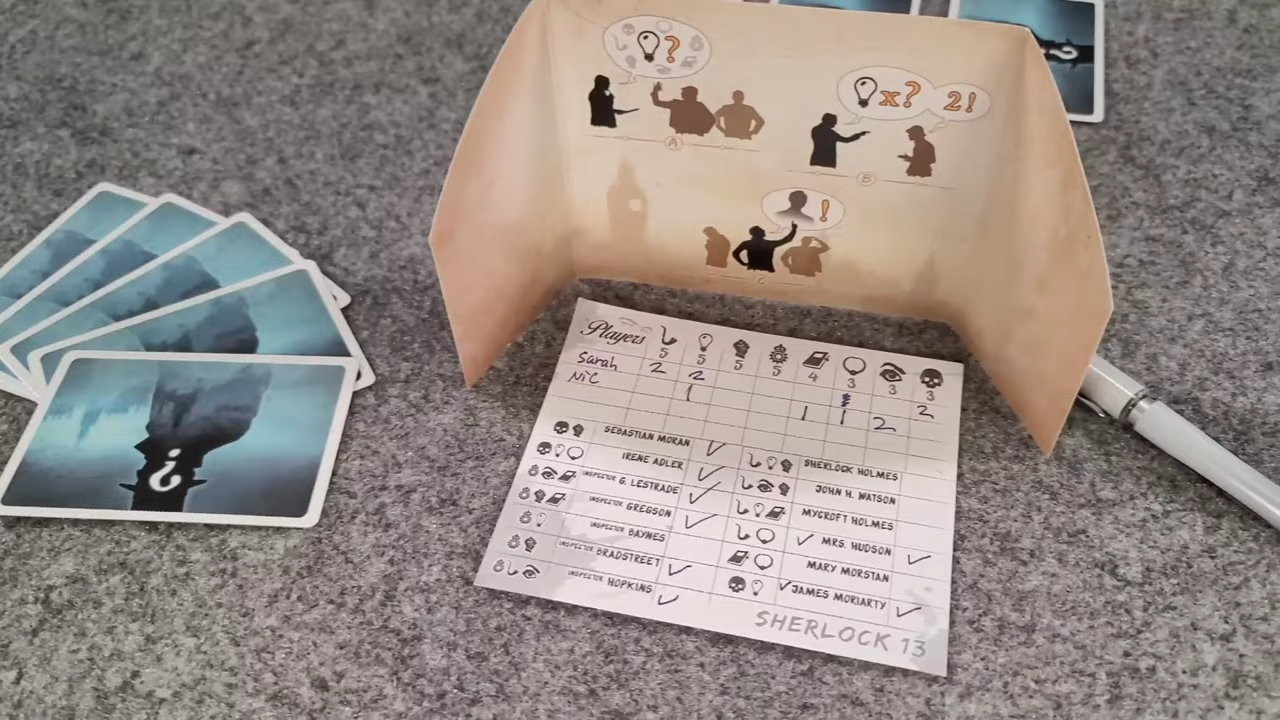 ?
x? 2!
!
A
B
C
Players
5 5 5 5 4 3 3 3
Sarah 2 2 2
Nic 1 1 1 2
SEBASTIAN MORAN
IRENE ADLER
INSPECTOR G. LESTRADE
INSPECTOR GREGSON
INSPECTOR BAYNES
INSPECTOR BRADSTREET
INSPECTOR HOPKINS
SHERLOCK HOLMES
JOHN H. WATSON
MYCROFT HOLMES
MRS. HUDSON
MARY MORSTAN
JAMES MORIARTY
SHERLOCK 13
?
?